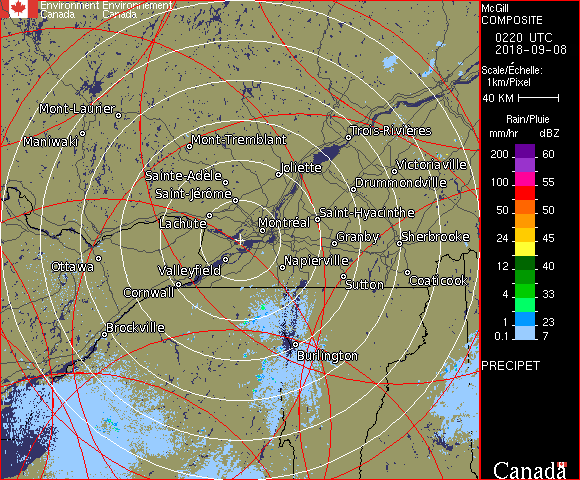 Environment Environnement
Canada Canada
McGill
COMPOSITE
0220 UTC
2018-09-08
Scale/Échelle:
1km/Pixel
40 KM
Rain/Pluie
mm/hr dBZ
200 60
150 55
100 55
50 50
24 45
12 40
4 33
1 23
0.1 7
PRECIPET
Canada
Mont-Laurier
Maniwaki
Mont-Tremblant
Trois-Rivières
Joliette
Victoriaville
Sainte-Adèle
Drummondville
Saint-Jérôme
Lachute
Saint-Hyacinthe
Montréal
Granby
Sherbrooke
Ottawa
Valleyfield
Napierville
Cornwall
Sutton
Coaticook
Brockville
Burlington